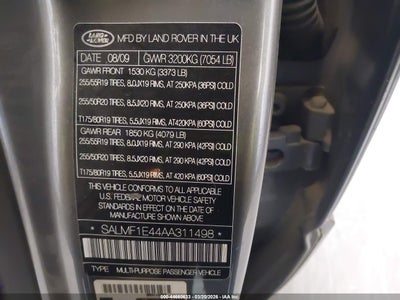 LAND ROVER
MFD BY LAND ROVER IN THE UK
DATE 08/09 GVWR 3200KG (7054 LB)
GAWR FRONT 1530 KG (3373 LB)
255/55R19 TIRES, 8.0JX19 RIMS, AT 250KPA (36PSI) COLD
255/50R20 TIRES, 8.5JX20 RIMS, AT 250KPA (36PSI) COLD
T175/80R19 TIRES, 5.5JX19 RIMS, AT420KPA (60PSI) COLD
GAWR REAR 1850 KG (4079 LB)
255/55R19 TIRES, 8.0JX19 RIMS, AT 290 KPA (42PSI) COLD
255/50R20 TIRES, 8.5JX20 RIMS, AT 290 KPA (42PSI) COLD
T175/80R19 TIRES, 5.5JX19 RIMS, AT 420 KPA (60PSI) COLD
THIS VEHICLE CONFORMS TO ALL APPLICABLE
U.S. FEDERAL MOTOR VEHICLE SAFETY
STANDARDS IN EFFECT ON THE DATE OF
MANUFACTURE SHOWN ABOVE
SALMF1E44AA311498
TYPE MULTI-PURPOSE PASSENGER VEHICLE